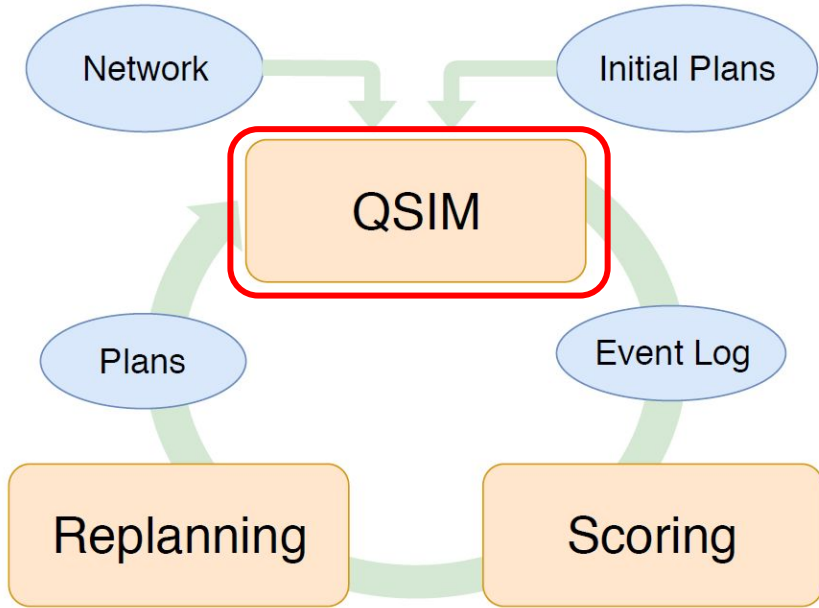 Network
Initial Plans
QSIM
Plans
Event Log
Replanning
Scoring